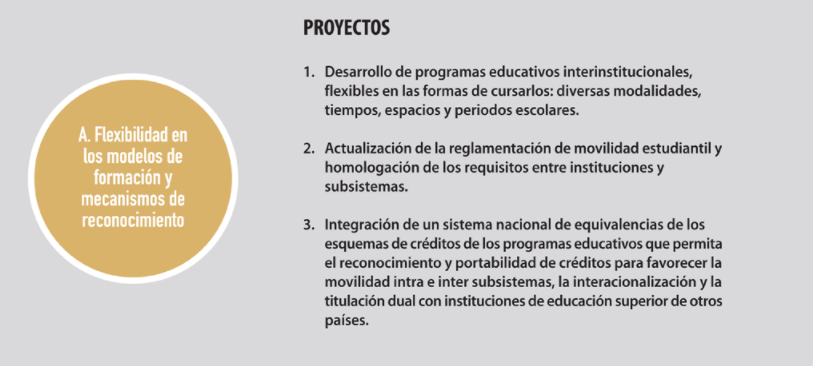 PROYECTOS
A. Flexibilidad en
los modelos de
formación y
mecanismos de
reconocimiento
1. Desarrollo de programas educativos interinstitucionales,
flexibles en las formas de cursarlos: diversas modalidades,
tiempos, espacios y periodos escolares.
2. Actualización de la reglamentación de movilidad estudiantil y
homologación de los requisitos entre instituciones y
subsistemas.
3. Integración de un sistema nacional de equivalencias de los
esquemas de créditos de los programas educativos que permita
el reconocimiento y portabilidad de créditos para favorecer la
movilidad intra e inter subsistemas, la interacionalización y la
titulación dual con instituciones de educación superior de otros
países.